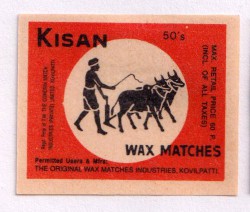 KISAN
50's
MAX. RETAIL PRICE 50 P.
(INCL. OF ALL TAXES)
WAX MATCHES
Permitted Users & Mfrs:
THE ORIGINAL WAX MATCHES INDUSTRIES, KOVILPATTI.